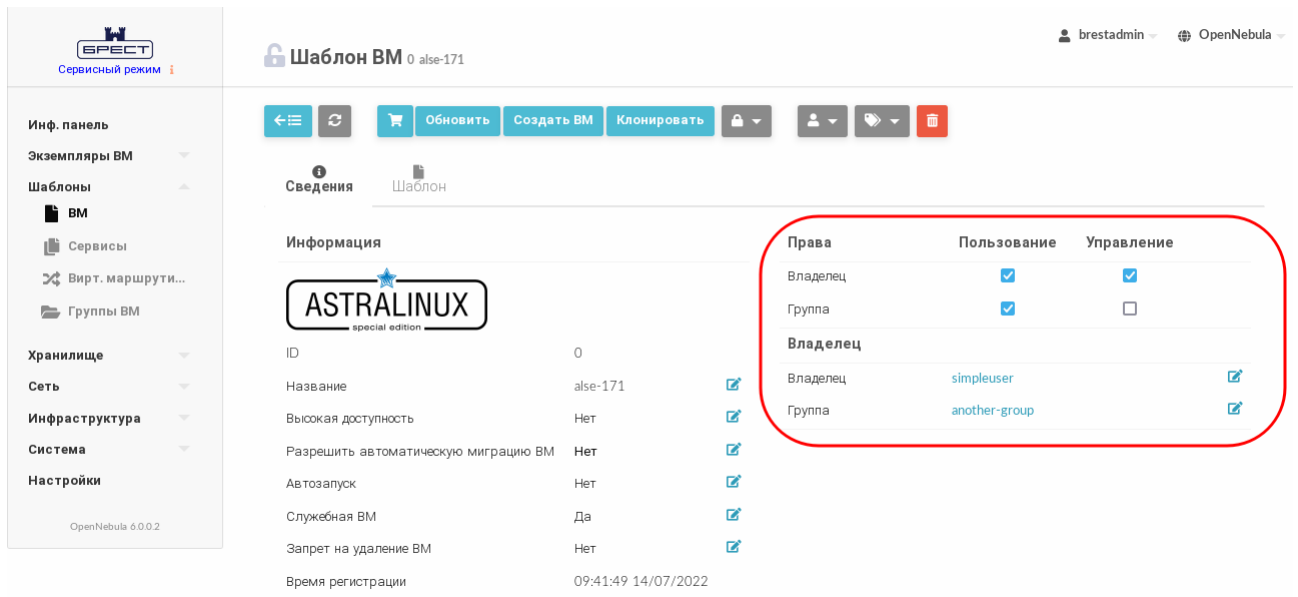 БРЕСТ
Сервисный режим i
Шаблон ВМ 0 alse-171
brestadmin
OpenNebula
Инф. панель
Экземпляры ВМ
Шаблоны
ВМ
Сервисы
Вирт. маршрути...
Группы ВМ
Хранилище
Сеть
Инфраструктура
Система
Настройки
OpenNebula 6.0.0.2
Обновить
Создать ВМ
Клонировать
Сведения
Шаблон
Информация
ASTRALINUX
special edition
ID 0
Название alse-171
Высокая доступность Нет
Разрешить автоматическую миграцию ВМ Нет
Автозапуск Нет
Служебная ВМ Да
Запрет на удаление ВМ Нет
Время регистрации 09:41:49 14/07/2022
Права Пользование Управление
Владелец
Группа
Владелец
Владелец simpleuser
Группа another-group